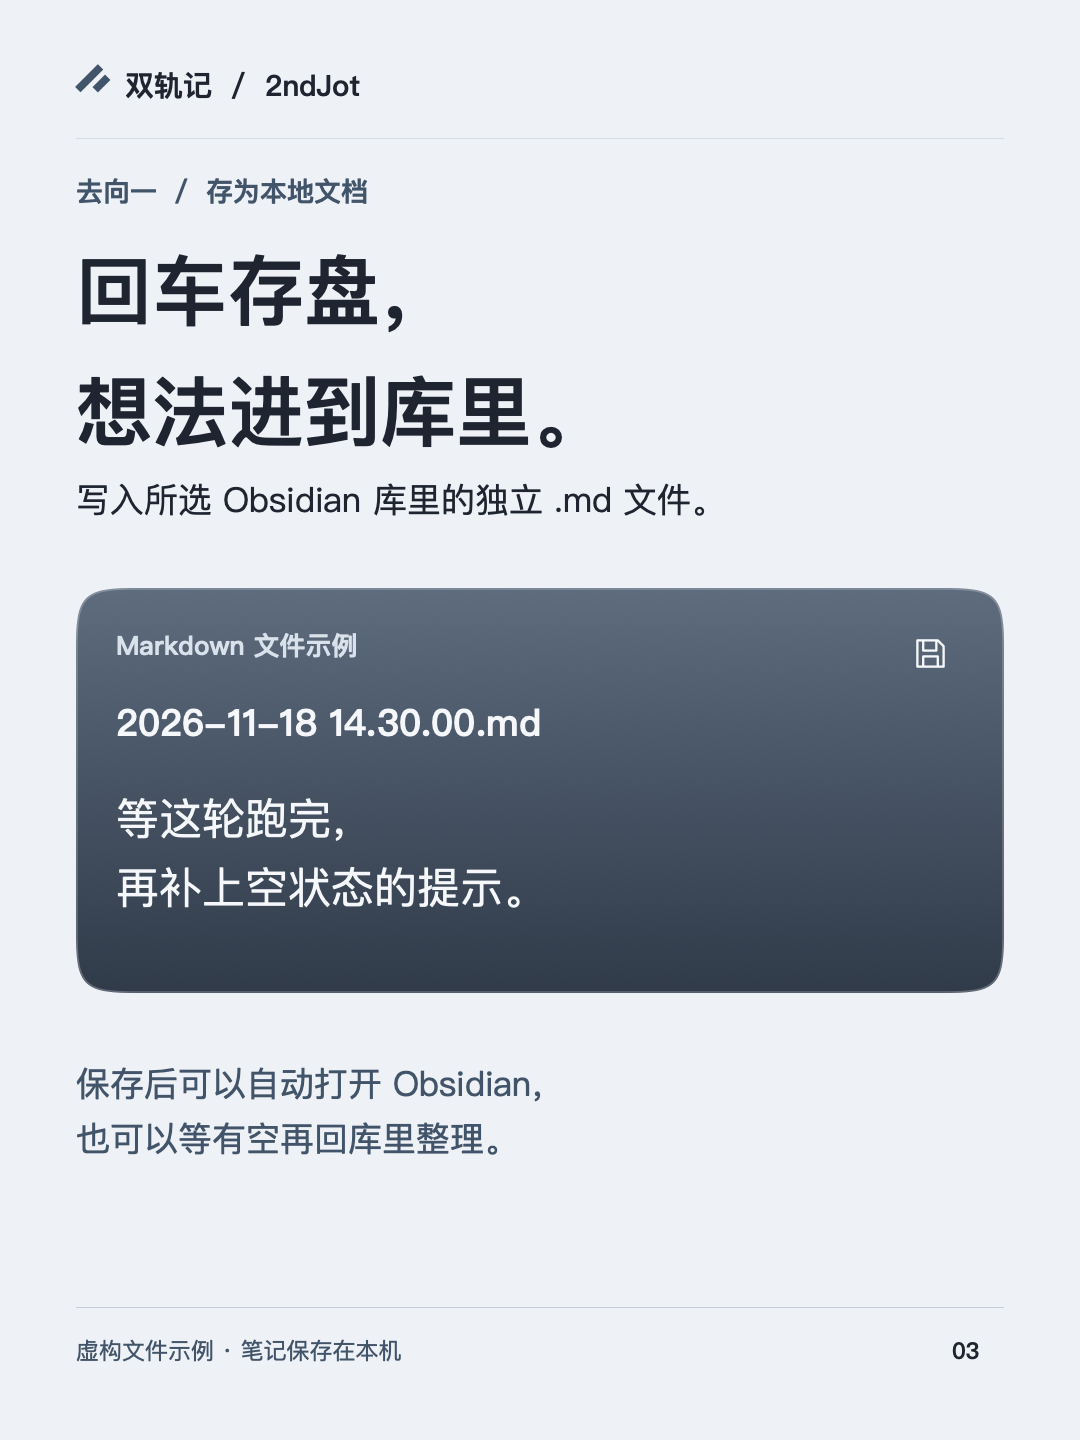 双轨记 / 2ndJot
去向一 / 存为本地文档
回车存盘，
想法进到库里。
写入所选 Obsidian 库里的独立 .md 文件。
Markdown 文件示例
2026–11–18 14.30.00.md
等这轮跑完，
再补上空状态的提示。
保存后可以自动打开 Obsidian，
也可以等有空再回库里整理。
虚构文件示例 · 笔记保存在本机
03